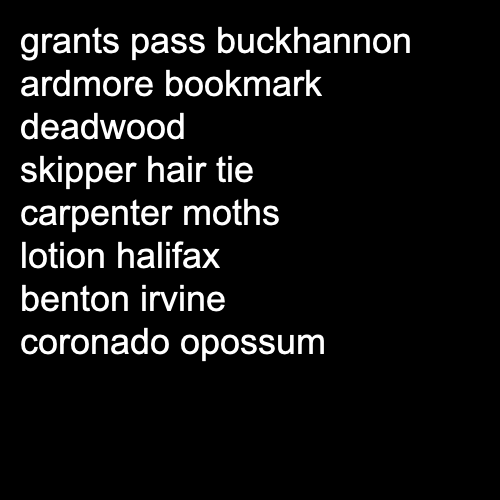 grants pass buckhannon
ardmore bookmark
deadwood
skipper hair tie
carpenter moths
lotion halifax
benton irvine
coronado opossum